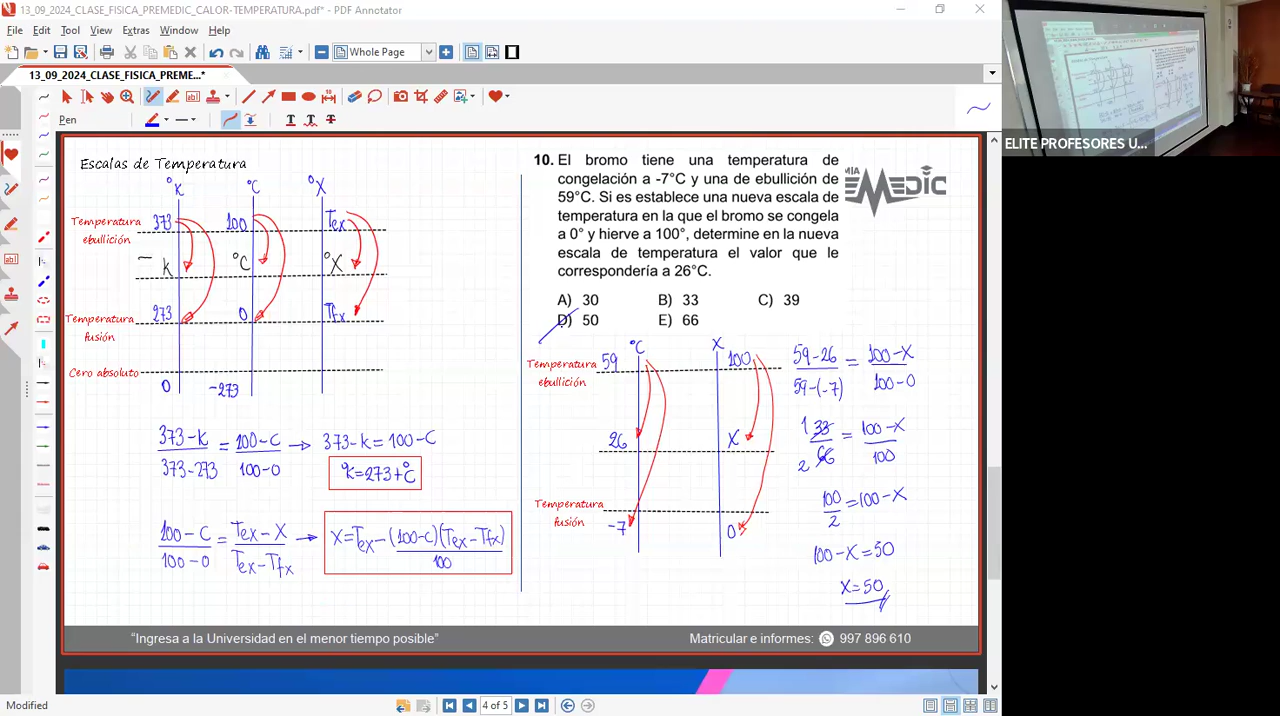 13_09_2024_CLASE_FISICA_PREMEDIC_CALOR-TEMPERATURA.pdf* - PDF Annotator
File Edit Tool View Extras Window Help
Whole Page
13_09_2024_CLASE_FISICA_PREME...*
Pen
Escalas de Temperatura
°K °C °X
Temperatura ebullición 373 100 Tex
K °C °X
Temperatura fusión 273 0 Tfx
Cero absoluto
0 -273
373-K/373-273 = 100-C/100-0 → 373-K = 100-C
°K = 273+°C
100-C/100-0 = Tex-X/Tex-Tfx → X = Tex - (100-C)(Tex-Tfx)/100
10. El bromo tiene una temperatura de
congelación a -7°C y una de ebullición de
59°C. Si es establece una nueva escala de
temperatura en la que el bromo se congela
a 0° y hierve a 100°, determine en la nueva
escala de temperatura el valor que le
correspondería a 26°C.
A) 30 B) 33 C) 39
D) 50 E) 66
EMEDIC
°C X
Temperatura ebullición 59 100
26 X
Temperatura fusión -7 0
59-26/59-(-7) = 100-X/100-0
1 33/2 66 = 100-X/100
100/2 = 100-X
100-X = 50
X = 50
"Ingresa a la Universidad en el menor tiempo posible"
Matricular e informes: 997 896 610
Modified
4 of 5
ELITE PROFESORES U...